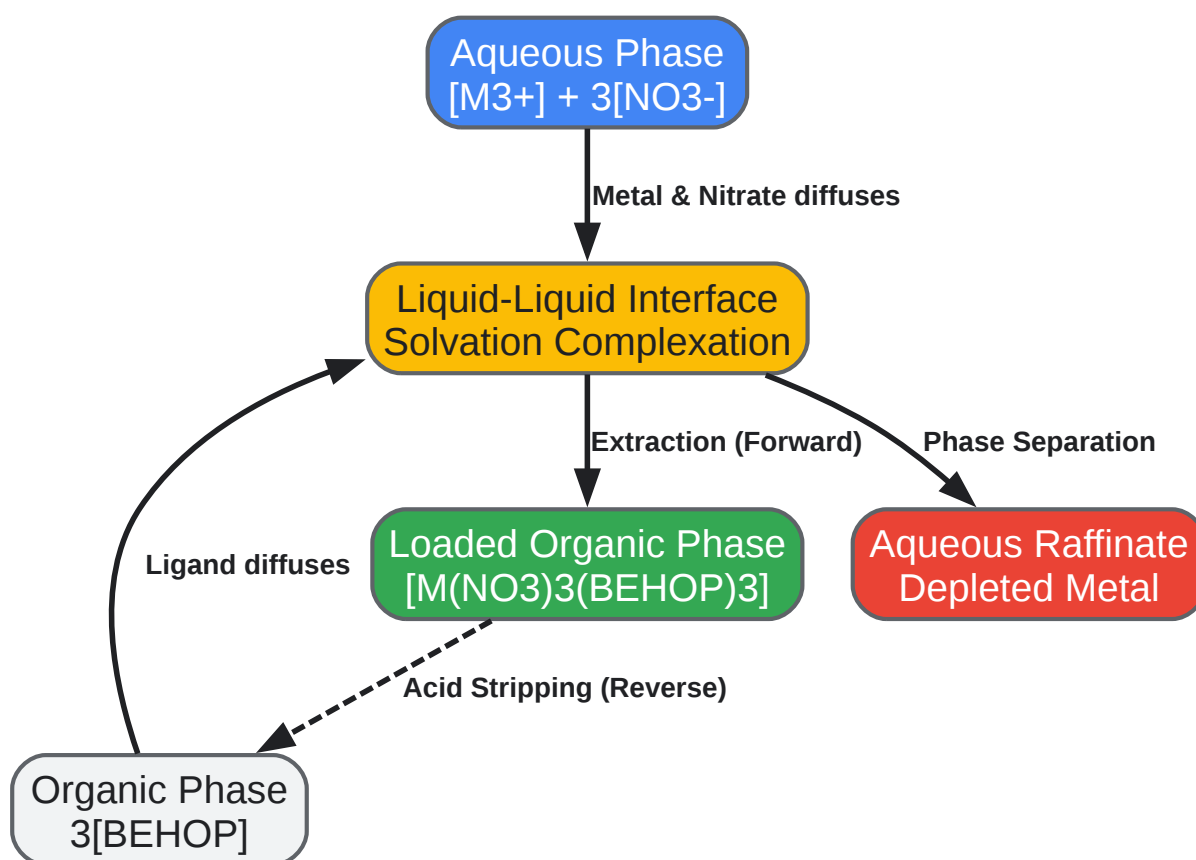 Aqueous Phase
[M3+] + 3[NO3-]
Metal & Nitrate diffuses
Liquid-Liquid Interface
Solvation Complexation
Extraction (Forward)
Phase Separation
Ligand diffuses
Loaded Organic Phase
[M(NO3)3(BEHOP)3]
Aqueous Raffinate
Depleted Metal
Acid Stripping (Reverse)
Organic Phase
3[BEHOP]